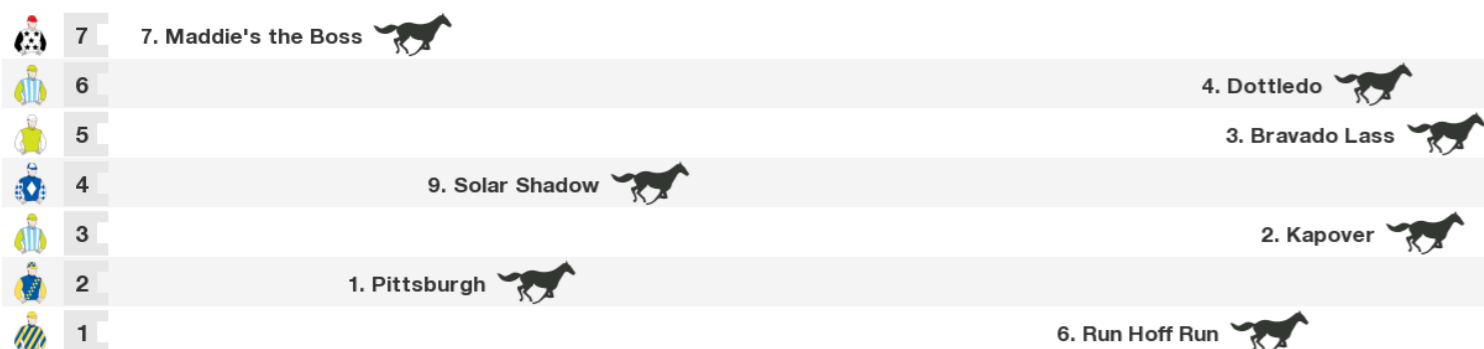 7 7. Maddie's the Boss
6 4. Dottledo
5 3. Bravado Lass
4 9. Solar Shadow
3 2. Kapover
2 1. Pittsburgh
1 6. Run Hoff Run